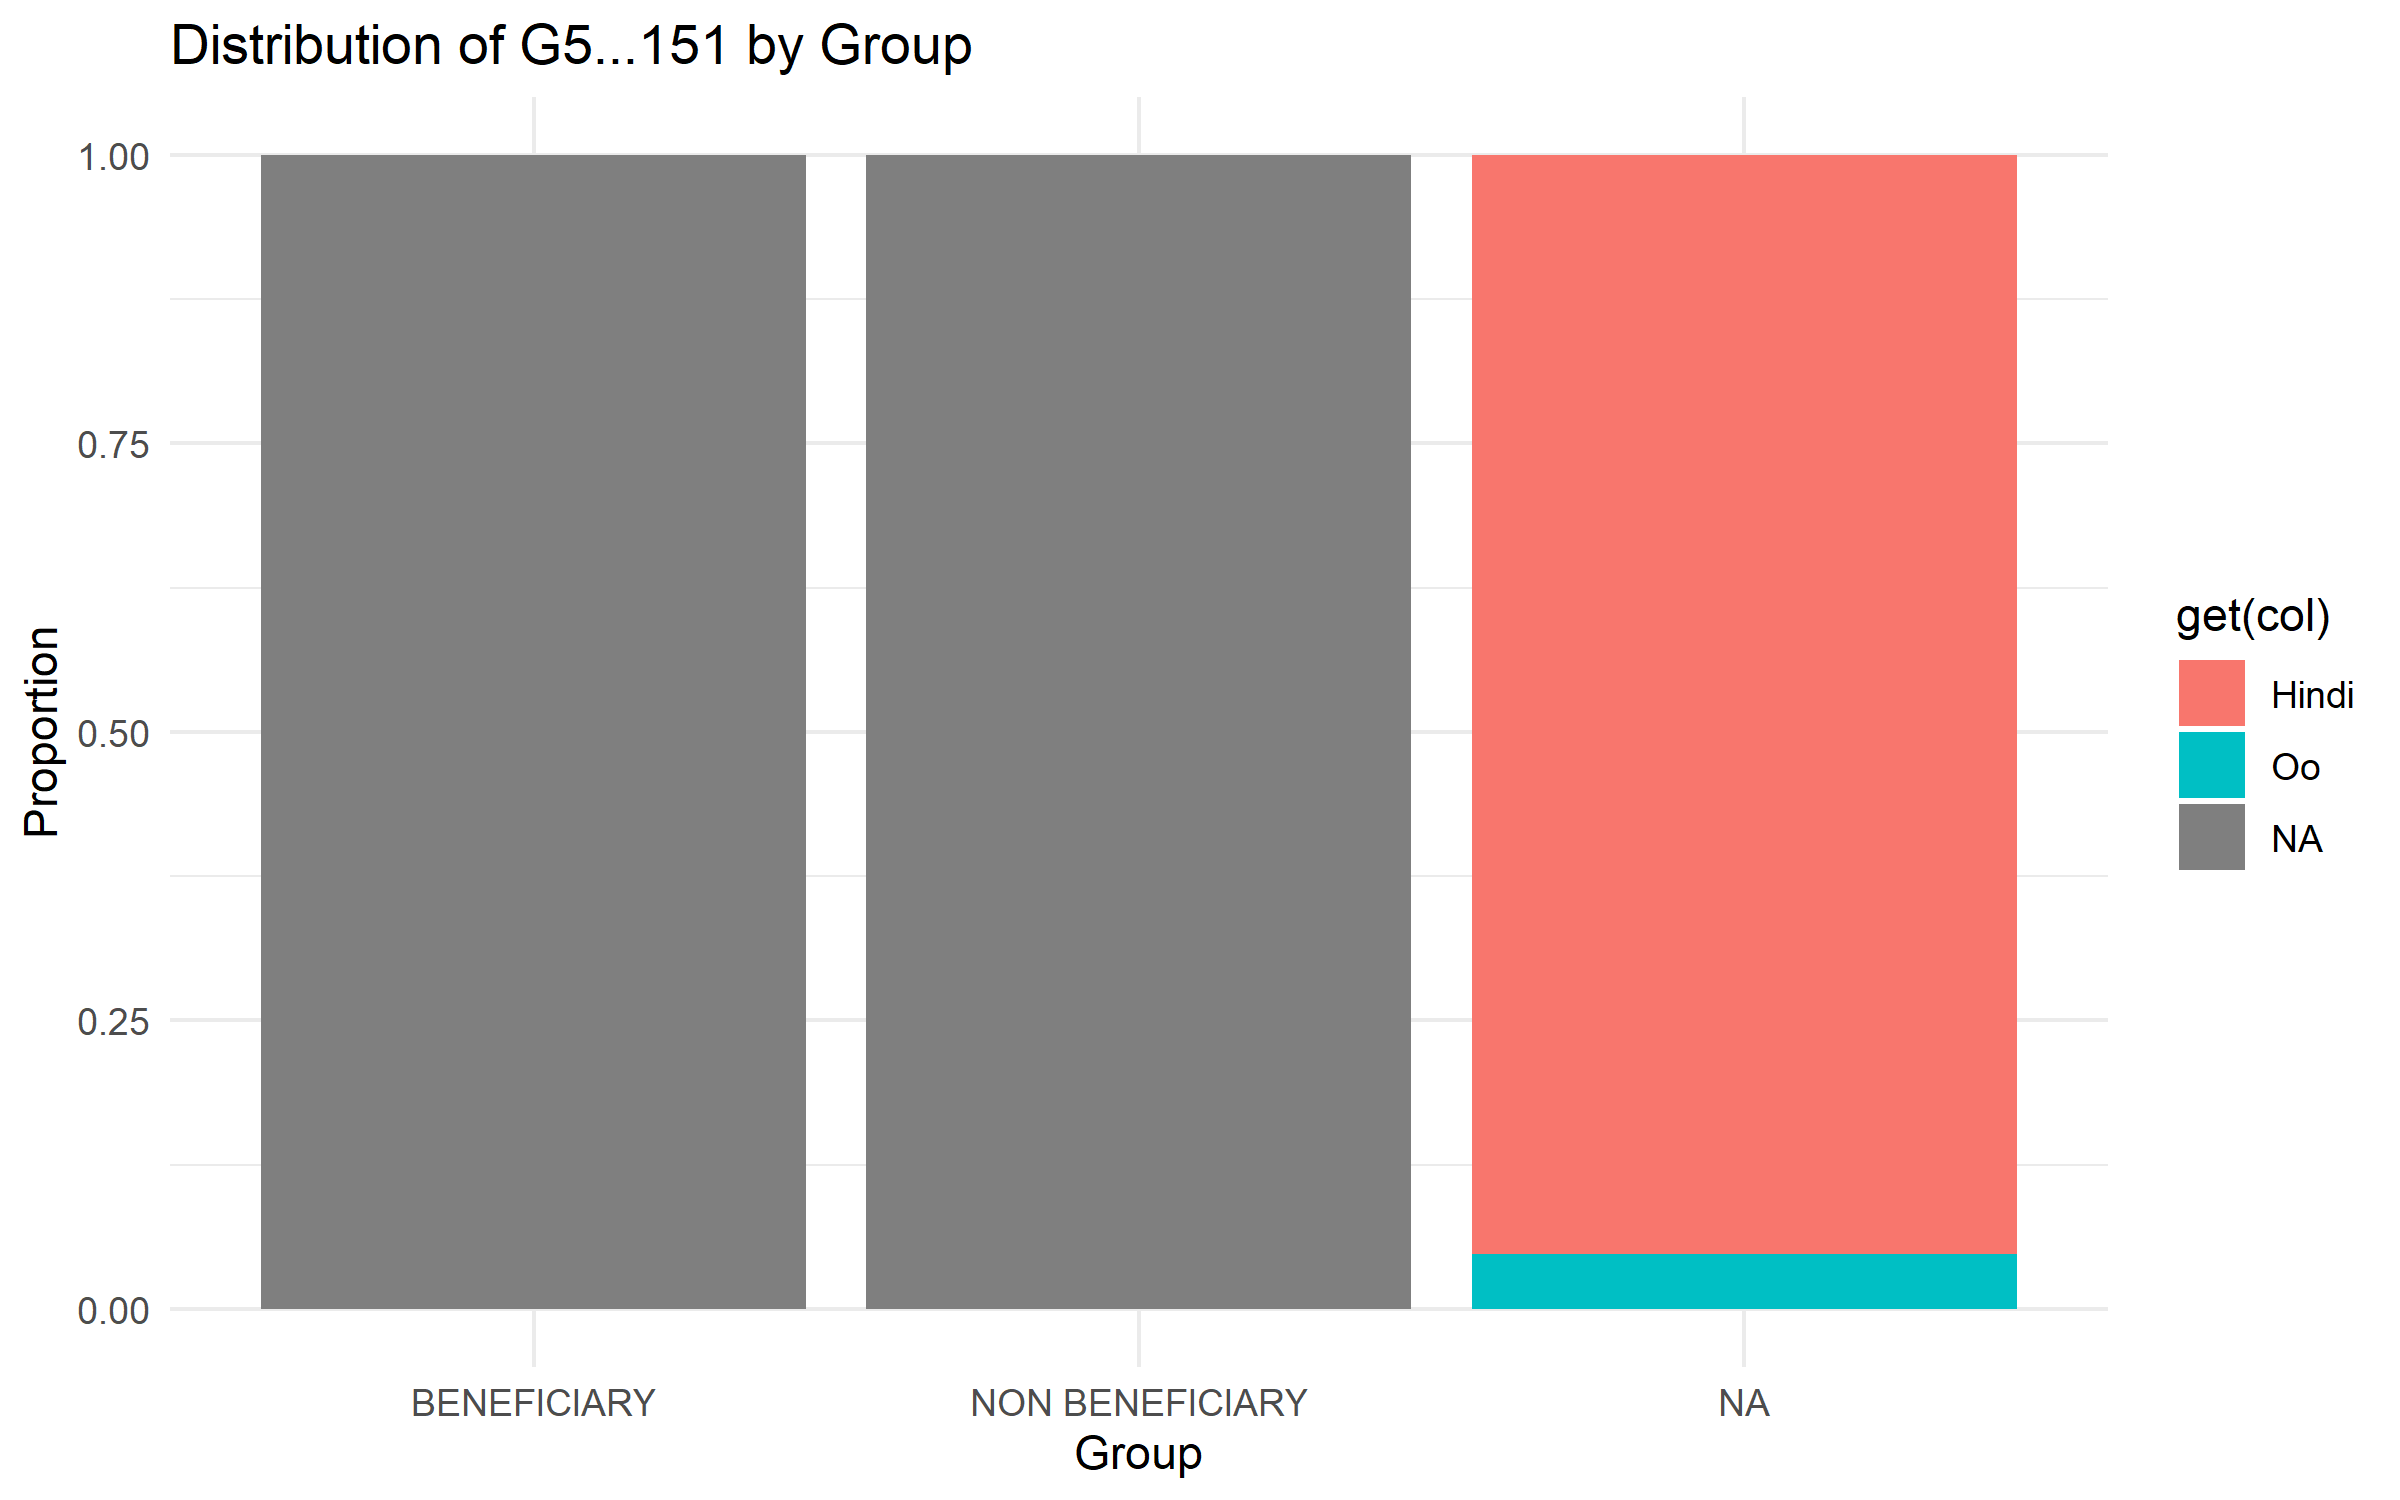 Distribution of G5...151 by Group
Proportion
1.00
0.75
0.50
0.25
0.00
BENEFICIARY
NON BENEFICIARY
NA
Group
get(col)
Hindi
Oo
NA